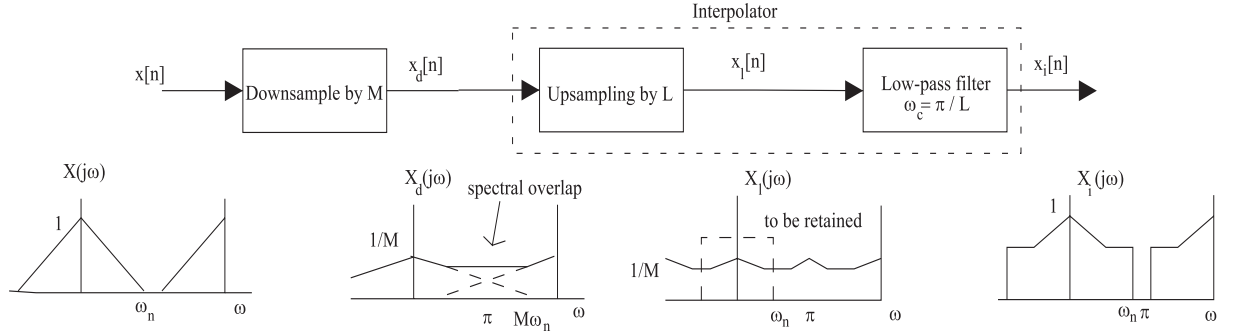 Interpolator
x[n]
Downsample by M
x_d[n]
Upsampling by L
x_l[n]
Low-pass filter
ω_c = π / L
x_i[n]
X(jω)
1
ω_n
ω
X_d(jω)
spectral overlap
1/M
π
Mω_n
ω
X_l(jω)
to be retained
1/M
ω_n
π
ω
X_i(jω)
1
ω_n
π
ω